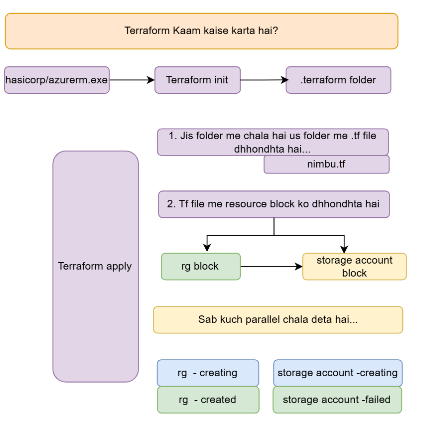 Terraform Kaam kaise karta hai?
hasicorp/azurerm.exe
Terraform init
.terraform folder
1. Jis folder me chala hai us folder me .tf file
dhhondhta hai...
nimbu.tf
2. Tf file me resource block ko dhhondhta hai
Terraform apply
rg block
storage account
block
Sab kuch parallel chala deta hai...
rg - creating
storage account -creating
rg - created
storage account -failed